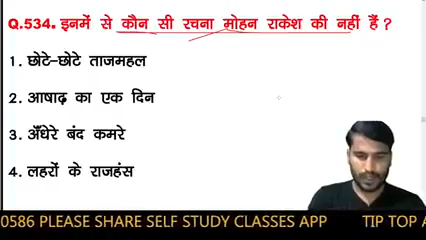 Q.534. इनमें से कौन सी रचना मोहन राकेश की नहीं हैं ?
1. छोटे-छोटे ताजमहल
2. आषाढ़ का एक दिन
3. अँधेरे बंद कमरे
4. लहरों के राजहंस
0586 PLEASE SHARE SELF STUDY CLASSES APP TIP TOP A